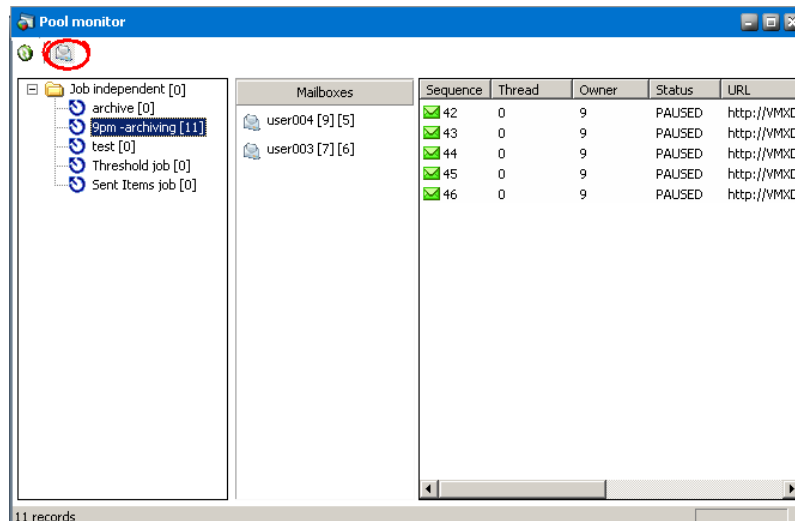 Pool monitor
Job independent [0]
archive [0]
9pm -archiving [11]
test [0]
Threshold job [0]
Sent Items job [0]
Mailboxes
user004 [9] [5]
user003 [7] [6]
Sequence Thread Owner Status URL
42 0 9 PAUSED http://VMXD
43 0 9 PAUSED http://VMXD
44 0 9 PAUSED http://VMXD
45 0 9 PAUSED http://VMXD
46 0 9 PAUSED http://VMXD
11 records